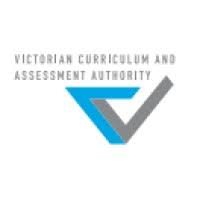 VICTORIAN CURRICULUM AND
ASSESSMENT AUTHORITY